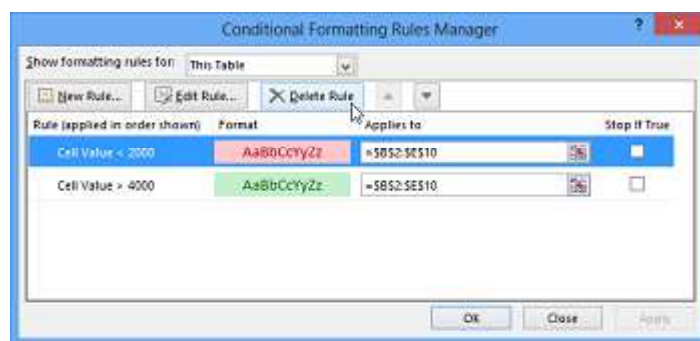 Conditional Formatting Rules Manager ?
Show formatting rules for: This Table
New Rule... Edit Rule... Delete Rule
Rule (applied in order shown) Format Applies to Stop If True
Cell Value < 2000 AaBbCcYyZz =$B$2:$E$10
Cell Value > 4000 AaBbCcYyZz =$B$2:$E$10
OK Close Apply